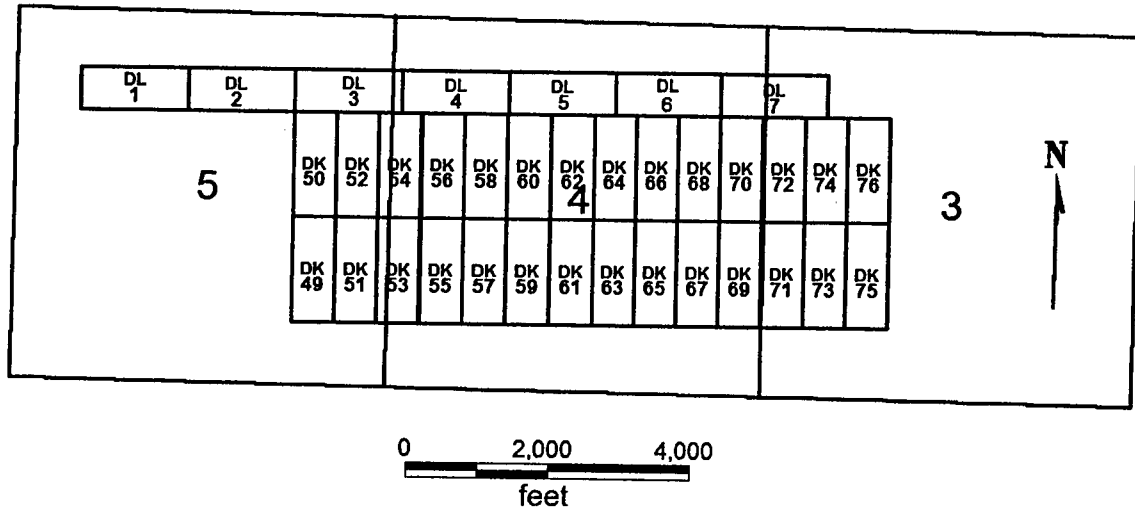 DL
1
DL
2
DL
3
DL
4
DL
5
DL
6
DL
7
DK
50
DK
52
DK
54
DK
56
DK
58
DK
60
DK
62
DK
64
DK
66
DK
68
DK
70
DK
72
DK
74
DK
76
5
4
3
N
DK
49
DK
51
DK
53
DK
55
DK
57
DK
59
DK
61
DK
63
DK
65
DK
67
DK
69
DK
71
DK
73
DK
75
0 2,000 4,000
feet